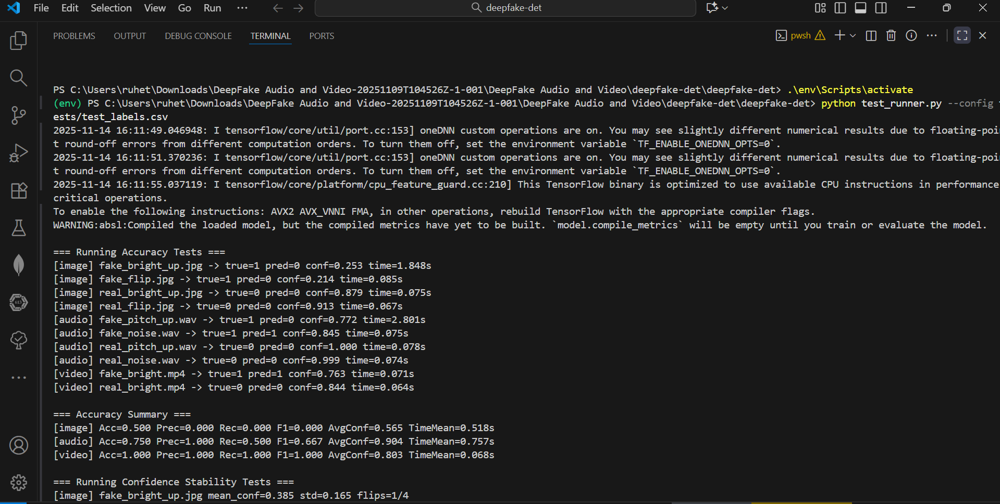 File Edit Selection View Go Run ··· deepfake-det
PROBLEMS OUTPUT DEBUG CONSOLE TERMINAL PORTS pwsh
PS C:\Users\ruhet\Downloads\DeepFake Audio and Video-20251109T104526Z-1-001\DeepFake Audio and Video\deepfake-det\deepfake-det> .\env\Scripts\activate
(env) PS C:\Users\ruhet\Downloads\DeepFake Audio and Video-20251109T104526Z-1-001\DeepFake Audio and Video\deepfake-det\deepfake-det> python test_runner.py --config t
ests/test_labels.csv
2025-11-14 16:11:49.046948: I tensorflow/core/util/port.cc:153] oneDNN custom operations are on. You may see slightly different numerical results due to floating-poin
t round-off errors from different computation orders. To turn them off, set the environment variable `TF_ENABLE_ONEDNN_OPTS=0`.
2025-11-14 16:11:51.370236: I tensorflow/core/util/port.cc:153] oneDNN custom operations are on. You may see slightly different numerical results due to floating-poin
t round-off errors from different computation orders. To turn them off, set the environment variable `TF_ENABLE_ONEDNN_OPTS=0`.
2025-11-14 16:11:55.037119: I tensorflow/core/platform/cpu_feature_guard.cc:210] This TensorFlow binary is optimized to use available CPU instructions in performance
critical operations.
To enable the following instructions: AVX2 AVX_VNNI FMA, in other operations, rebuild TensorFlow with the appropriate compiler flags.
WARNING:absl:Compiled the loaded model, but the compiled metrics have yet to be built. `model.compile_metrics` will be empty until you train or evaluate the model.
=== Running Accuracy Tests ===
[image] fake_bright_up.jpg -> true=1 pred=0 conf=0.253 time=1.848s
[image] fake_flip.jpg -> true=1 pred=0 conf=0.214 time=0.085s
[image] real_bright_up.jpg -> true=0 pred=0 conf=0.879 time=0.075s
[image] real_flip.jpg -> true=0 pred=0 conf=0.913 time=0.067s
[audio] fake_pitch_up.wav -> true=1 pred=0 conf=0.772 time=2.801s
[audio] fake_noise.wav -> true=1 pred=1 conf=0.845 time=0.075s
[audio] real_pitch_up.wav -> true=0 pred=0 conf=1.000 time=0.078s
[audio] real_noise.wav -> true=0 pred=0 conf=0.999 time=0.074s
[video] fake_bright.mp4 -> true=1 pred=1 conf=0.763 time=0.071s
[video] real_bright.mp4 -> true=0 pred=0 conf=0.844 time=0.064s
=== Accuracy Summary ===
[image] Acc=0.500 Prec=0.000 Rec=0.000 F1=0.000 AvgConf=0.565 TimeMean=0.518s
[audio] Acc=0.750 Prec=1.000 Rec=0.500 F1=0.667 AvgConf=0.904 TimeMean=0.757s
[video] Acc=1.000 Prec=1.000 Rec=1.000 F1=1.000 AvgConf=0.803 TimeMean=0.068s
=== Running Confidence Stability Tests ===
[image] fake_bright_up.jpg mean_conf=0.385 std=0.165 flips=1/4
613